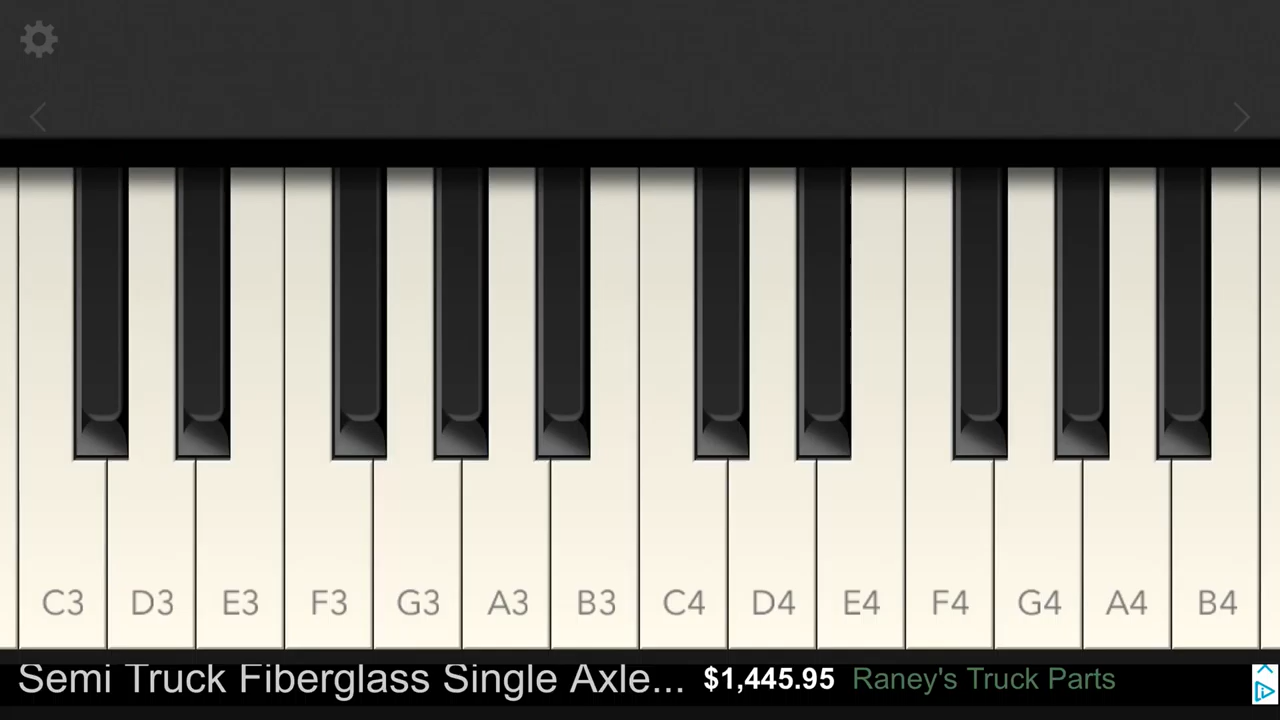 C3 D3 E3 F3 G3 A3 B3 C4 D4 E4 F4 G4 A4 B4
Semi Truck Fiberglass Single Axle... $1,445.95 Raney's Truck Parts